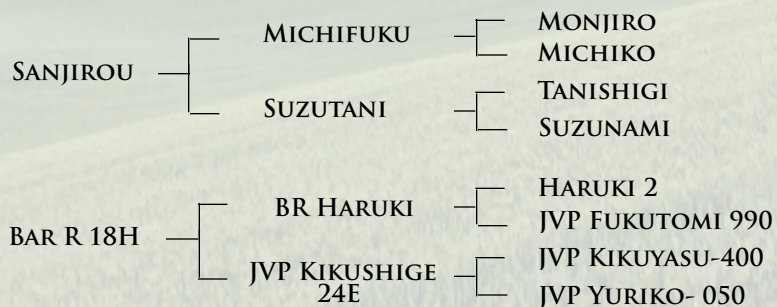 Sanjirou
Michifuku
Monjiro
Michiko
Suzutani
Tanishigi
Suzunami
Bar R 18H
BR Haruki
Haruki 2
JVP Fukutomi 990
JVP Kikushige
24E
JVP Kikuyasu-400
JVP Yuriko- 050